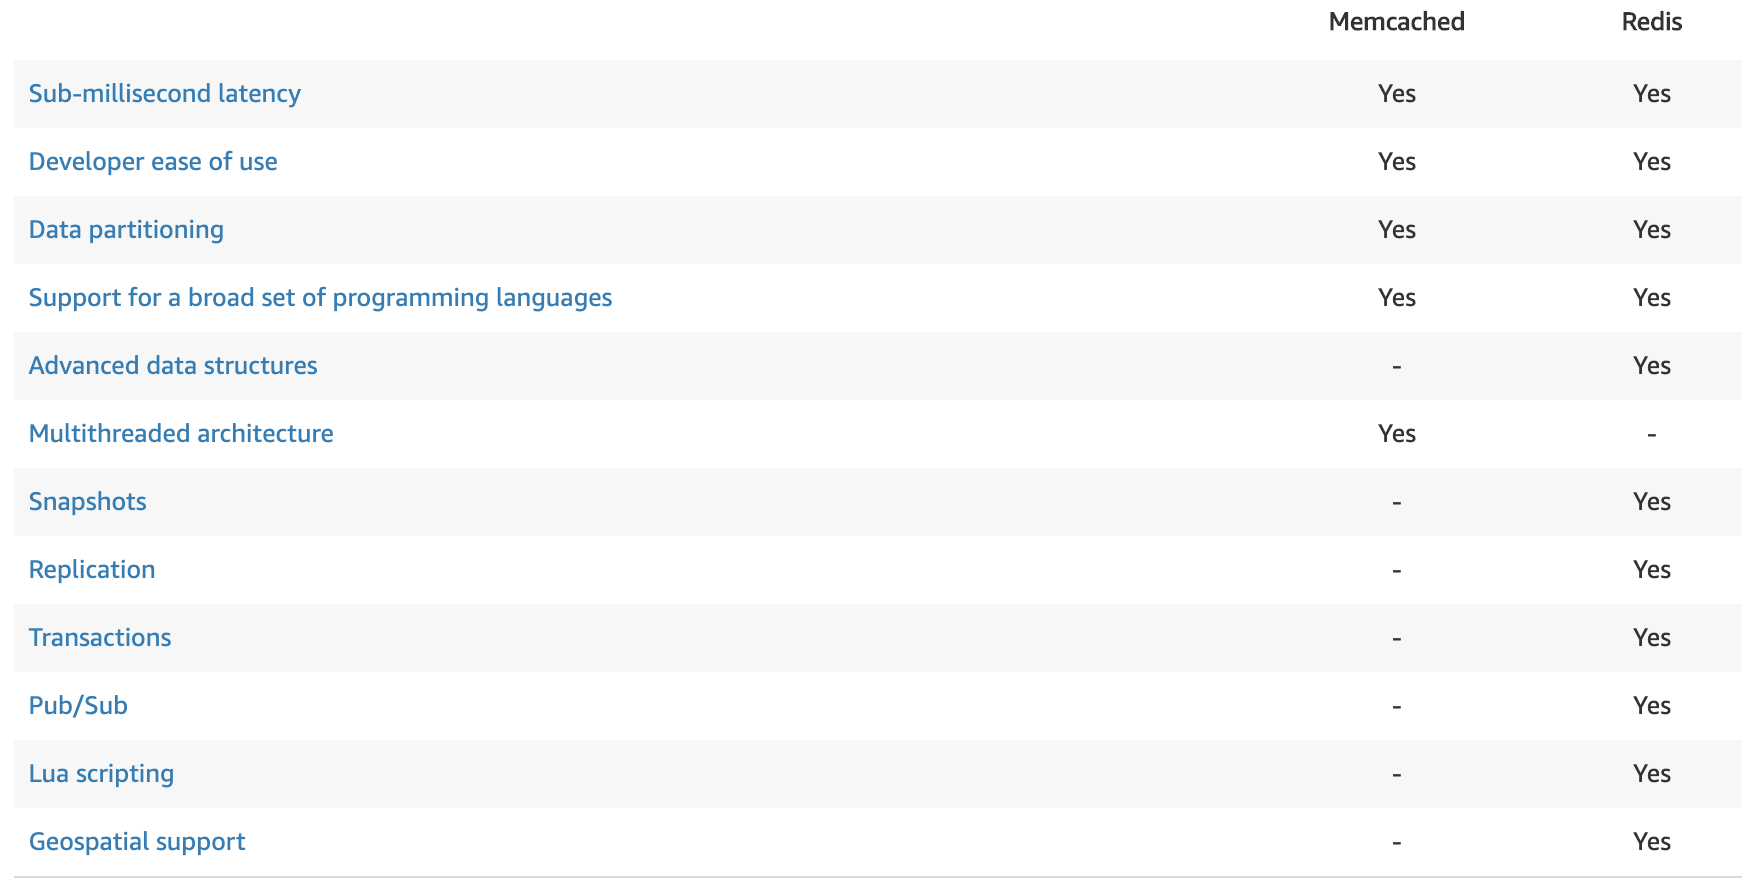 Memcached Redis
Sub-millisecond latency Yes Yes
Developer ease of use Yes Yes
Data partitioning Yes Yes
Support for a broad set of programming languages Yes Yes
Advanced data structures - Yes
Multithreaded architecture Yes -
Snapshots - Yes
Replication - Yes
Transactions - Yes
Pub/Sub - Yes
Lua scripting - Yes
Geospatial support - Yes